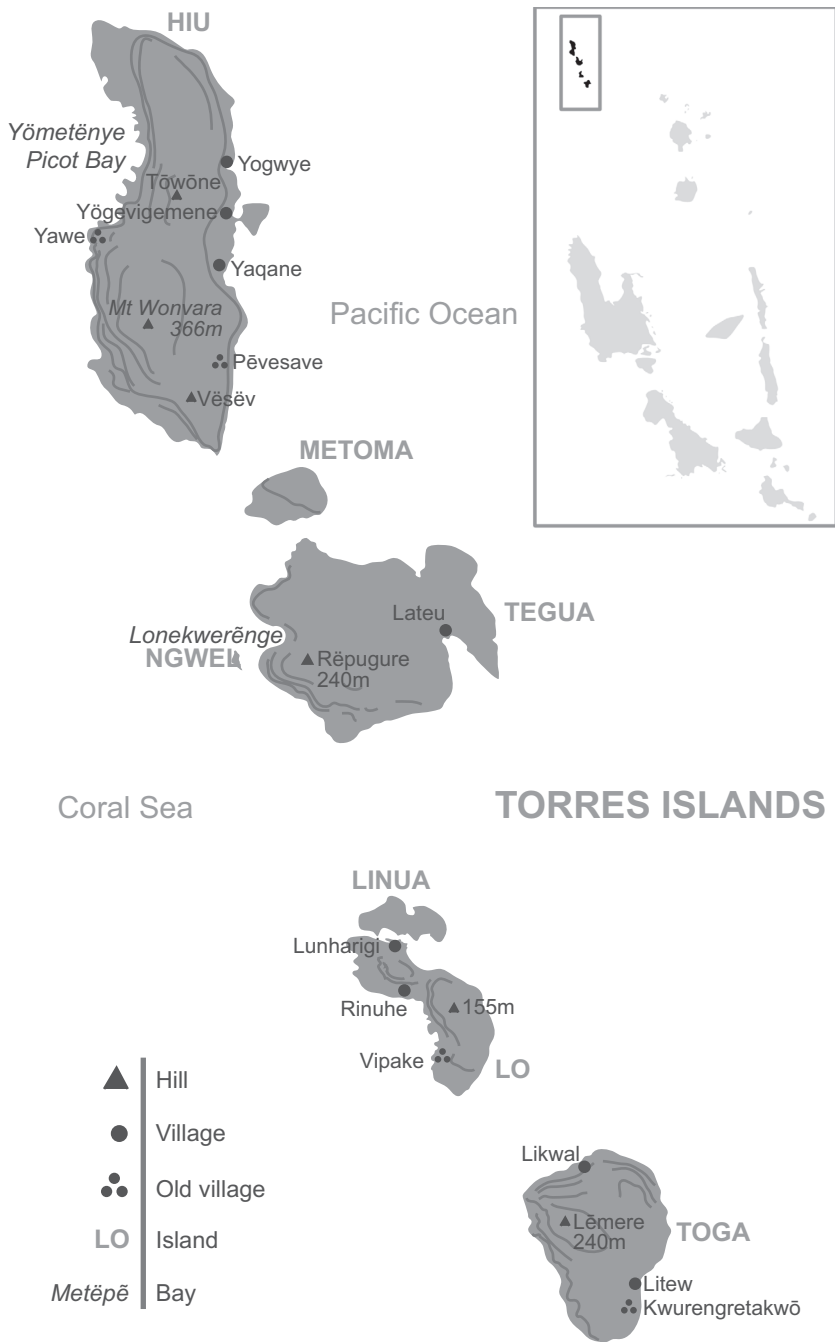 HIU
Yömetënye
Picot Bay
Yogwye
Tōwōne
Yögevigemene
Yawe
Yaqane
Mt Wonvara
366m
Pacific Ocean
Pēvesave
Vësëv
METOMA
TEGUA
Lateu
Lonekwerẽnge
NGWEL
Rëpugure
240m
Coral Sea
TORRES ISLANDS
LINUA
Lunharigi
Rinuhe
155m
Vipake
LO
Hill
Village
Old village
LO Island
Metëpẽ Bay
Likwal
Lēmere
240m
TOGA
Litew
Kwurengretakwō